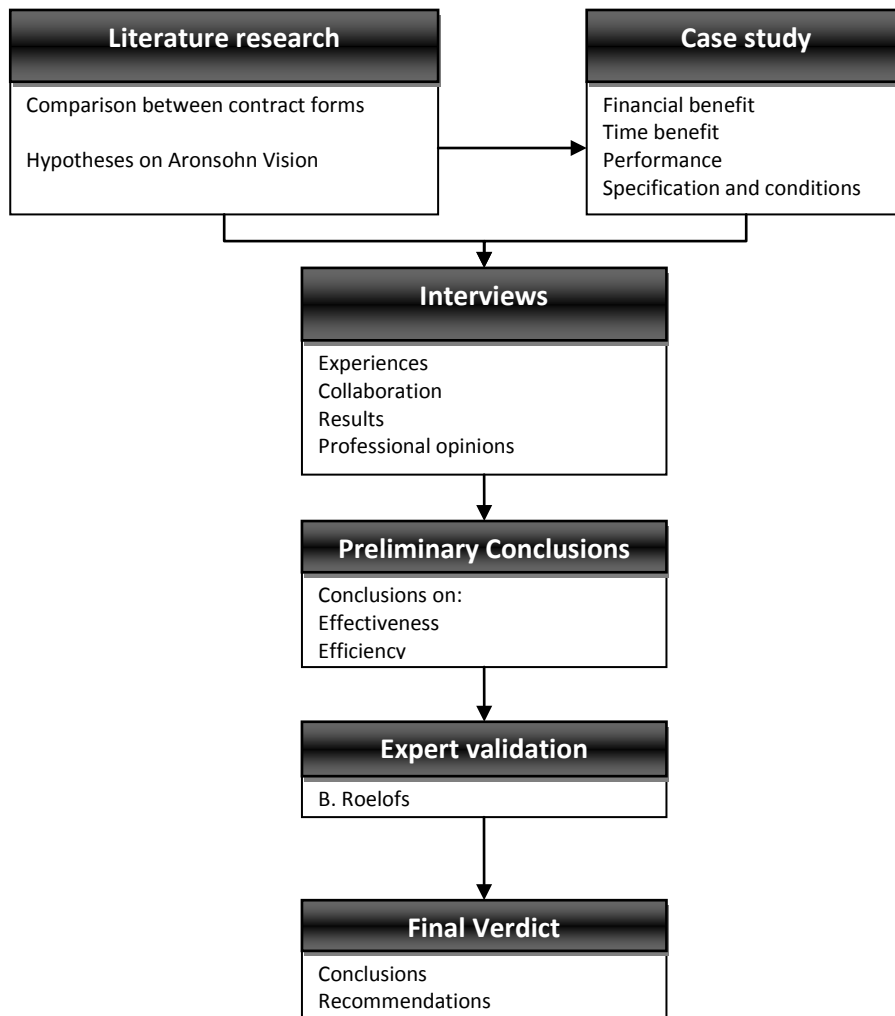 Literature research
Comparison between contract forms
Hypotheses on Aronsohn Vision
Case study
Financial benefit
Time benefit
Performance
Specification and conditions
Interviews
Experiences
Collaboration
Results
Professional opinions
Preliminary Conclusions
Conclusions on:
Effectiveness
Efficiency
Expert validation
B. Roelofs
Final Verdict
Conclusions
Recommendations